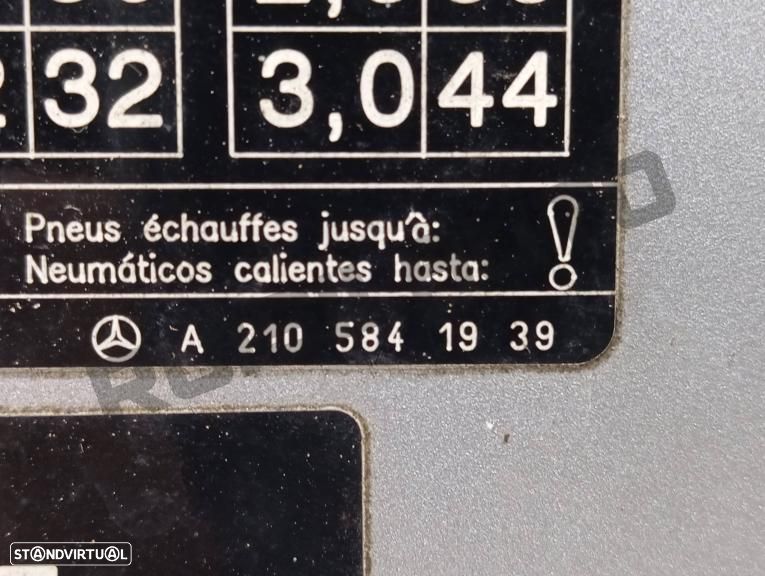 32 3,0 44
Pneus échauffes jusqu'à:
Neumáticos calientes hasta: !
A 210 584 19 39
STANDVIRTUAL